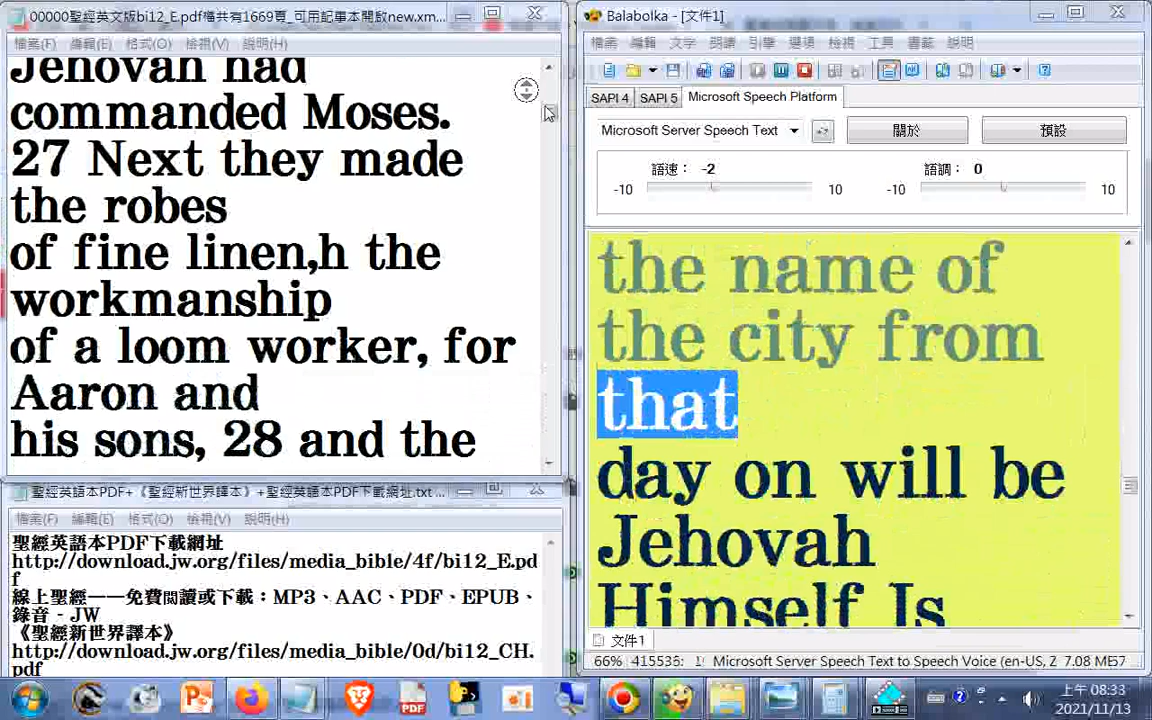 00000聖經英文版bi12_E.pdf檔共有1669頁_可用記事本開啟new.xm...
檔案(F) 編輯(E) 格式(O) 檢視(V) 說明(H)
Jehovah had
commanded Moses.
27 Next they made
the robes
of fine linen,h the
workmanship
of a loom worker, for
Aaron and
his sons, 28 and the
聖經英語本PDF+《聖經新世界譯本》+聖經英語本PDF下載網址.txt ...
檔案(F) 編輯(E) 格式(O) 檢視(V) 說明(H)
聖經英語本PDF下載網址
http://download.jw.org/files/media_bible/4f/bi12_E.pd
f
線上聖經——免費閱讀或下載：MP3、AAC、PDF、EPUB、
錄音 - JW
《聖經新世界譯本》
http://download.jw.org/files/media_bible/0d/bi12_CH.
pdf
Balabolka - [文件1]
檔案 編輯 文字 朗讀 引擎 選項 檢視 工具 書籤 說明
SAPI 4 SAPI 5 Microsoft Speech Platform
Microsoft Server Speech Text 關於 預設
語速： -2 語調： 0
-10 10 -10 10
the name of
the city from
that
day on will be
Jehovah
Himself Is
文件1
66% Microsoft Server Speech Text to Speech Voice (en-US, Z 7.08 MB
上午 08:33
2021/11/13